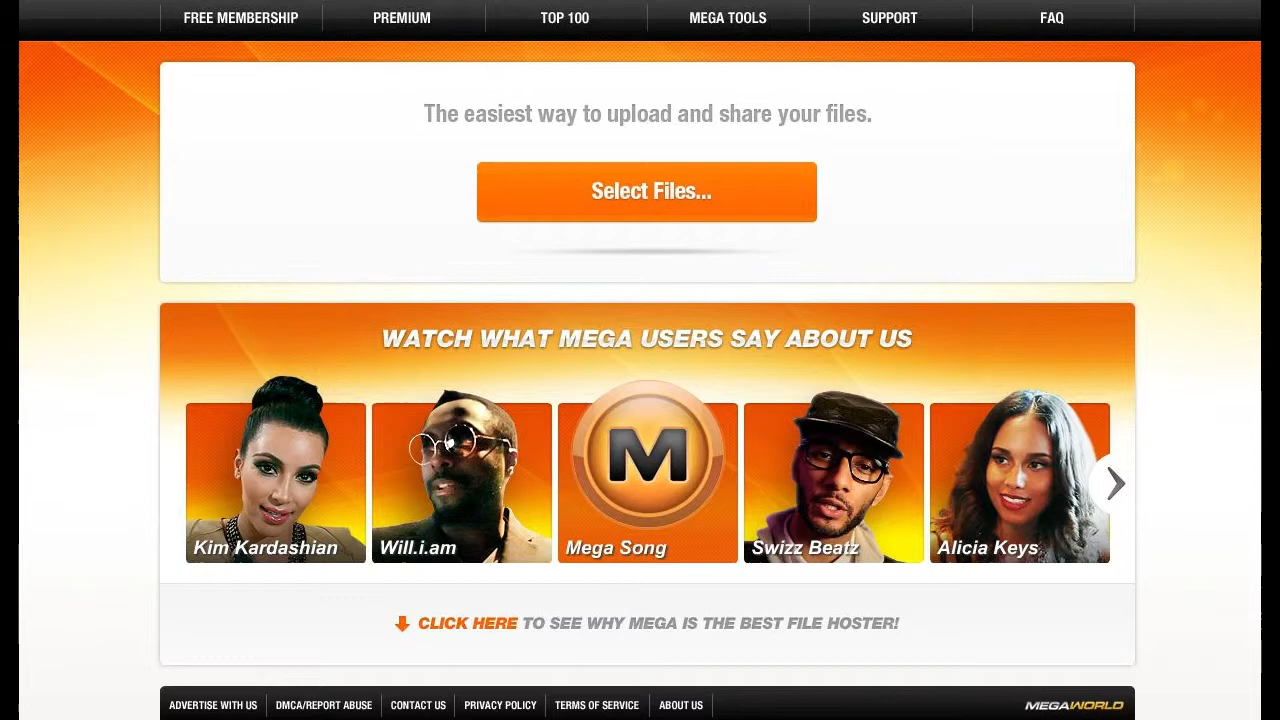 FREE MEMBERSHIP PREMIUM TOP 100 MEGA TOOLS SUPPORT FAQ
The easiest way to upload and share your files.
Select Files...
WATCH WHAT MEGA USERS SAY ABOUT US
M
Kim Kardashian Will.i.am Mega Song Swizz Beatz Alicia Keys
CLICK HERE TO SEE WHY MEGA IS THE BEST FILE HOSTER!
ADVERTISE WITH US DMCA/REPORT ABUSE CONTACT US PRIVACY POLICY TERMS OF SERVICE ABOUT US MEGAWORLD